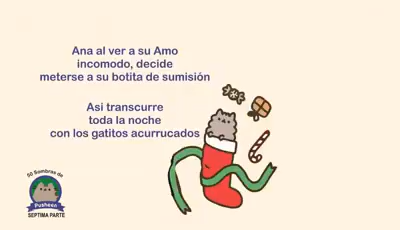 Ana al ver a su Amo
incomodo, decide
meterse a su botita de sumisión
Asi transcurre
toda la noche
con los gatitos acurrucados
50 Sombras de
Pusheen
SEPTIMA PARTE